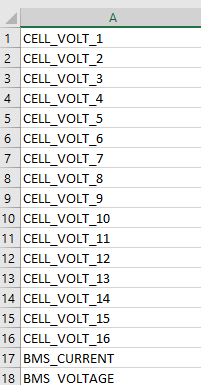 A
1 CELL_VOLT_1
2 CELL_VOLT_2
3 CELL_VOLT_3
4 CELL_VOLT_4
5 CELL_VOLT_5
6 CELL_VOLT_6
7 CELL_VOLT_7
8 CELL_VOLT_8
9 CELL_VOLT_9
10 CELL_VOLT_10
11 CELL_VOLT_11
12 CELL_VOLT_12
13 CELL_VOLT_13
14 CELL_VOLT_14
15 CELL_VOLT_15
16 CELL_VOLT_16
17 BMS_CURRENT
18 BMS_VOLTAGE